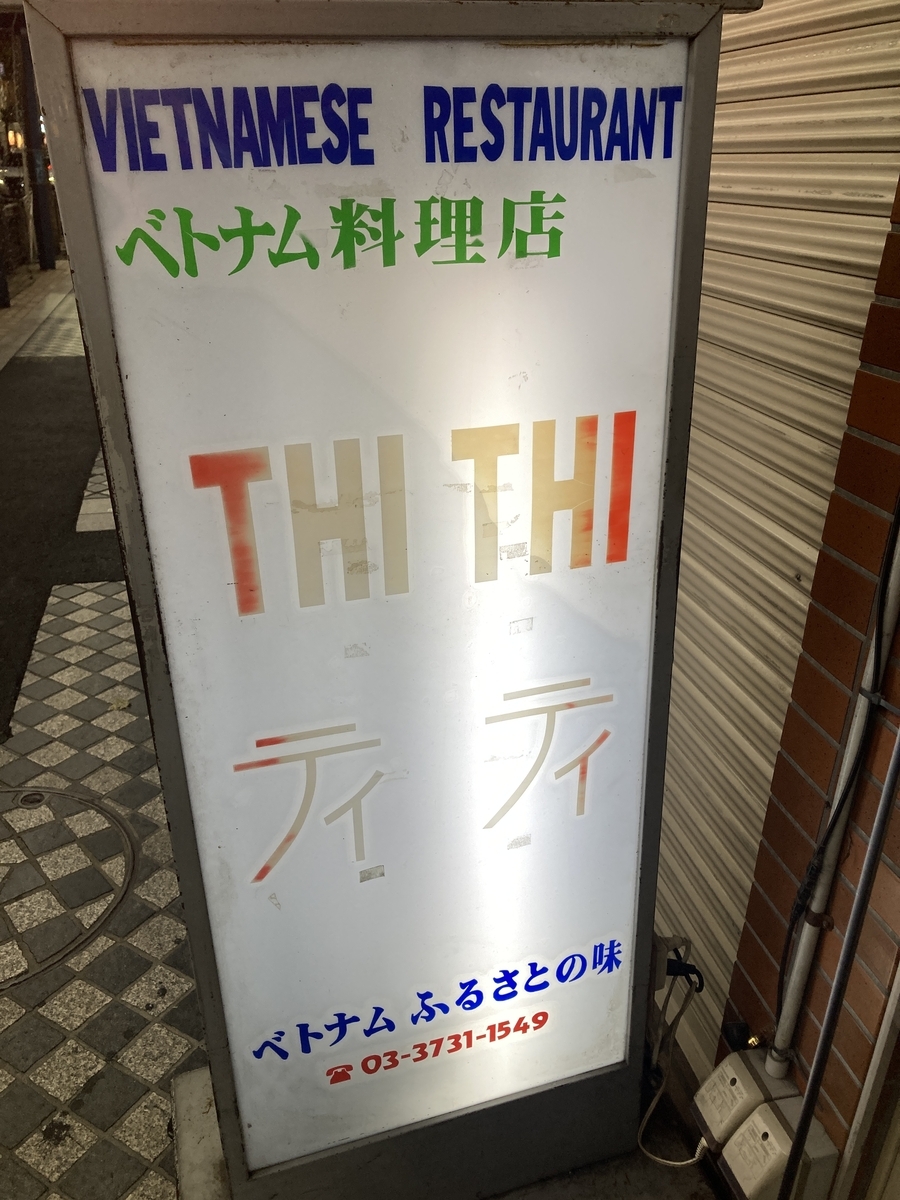 VIETNAMESE RESTAURANT
ベトナム料理店
THI THI
ティ ティ
ベトナム ふるさとの味
☎ 03-3731-1549